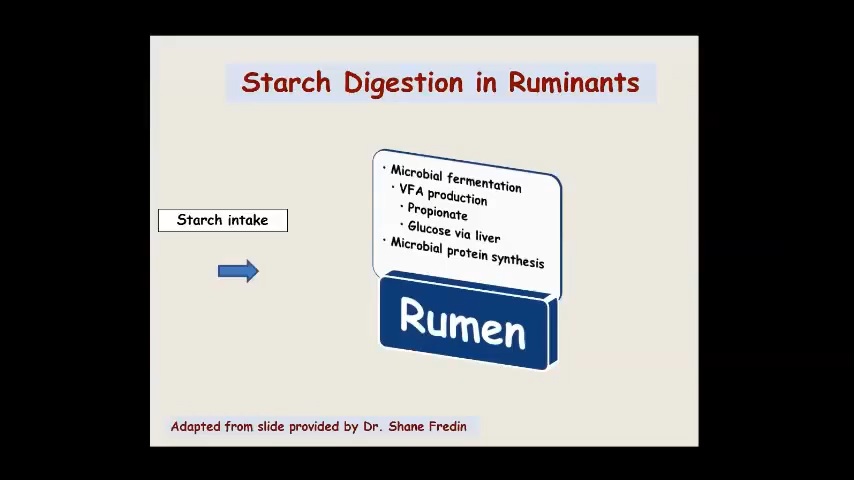 Starch Digestion in Ruminants
Starch intake
· Microbial fermentation
· VFA production
· Propionate
· Glucose via liver
· Microbial protein synthesis
Rumen
Adapted from slide provided by Dr. Shane Fredin